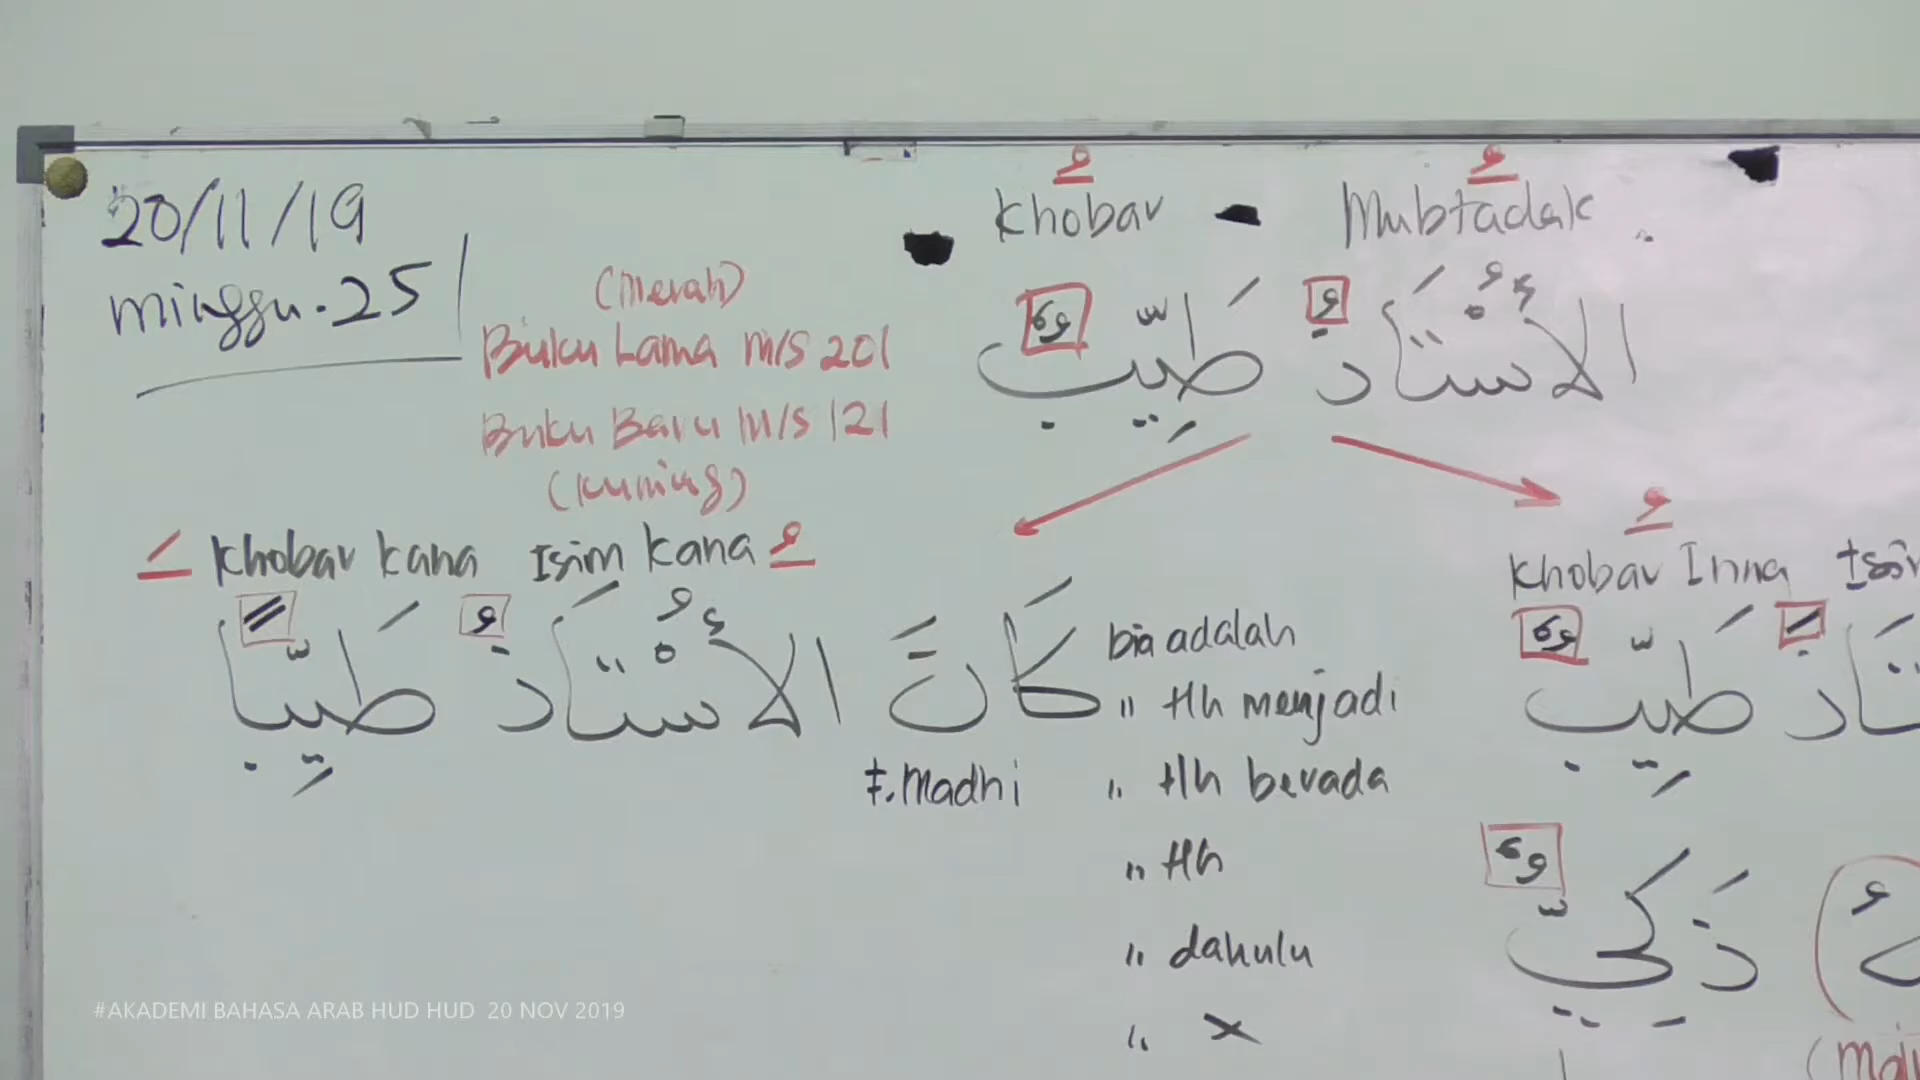 20/11/19
minggu.25
(Merah)
Buku Lama m/s 201
Buku Baru m/s 121
(kuning)
Khobar - Mubtadak
الأُسْتَاذُ طَيِّبٌ
Khobar kana Isim kana
كَانَ الأُسْتَاذُ طَيِّبًا
bia adalah
" tlh menjadi
" tlh berada
" tlh
" dahulu
" x
f. Madhi
Khobar Inna
طَيِّبٌ
ذَكِيٌّ
#AKADEMI BAHASA ARAB HUD HUD 20 NOV 2019